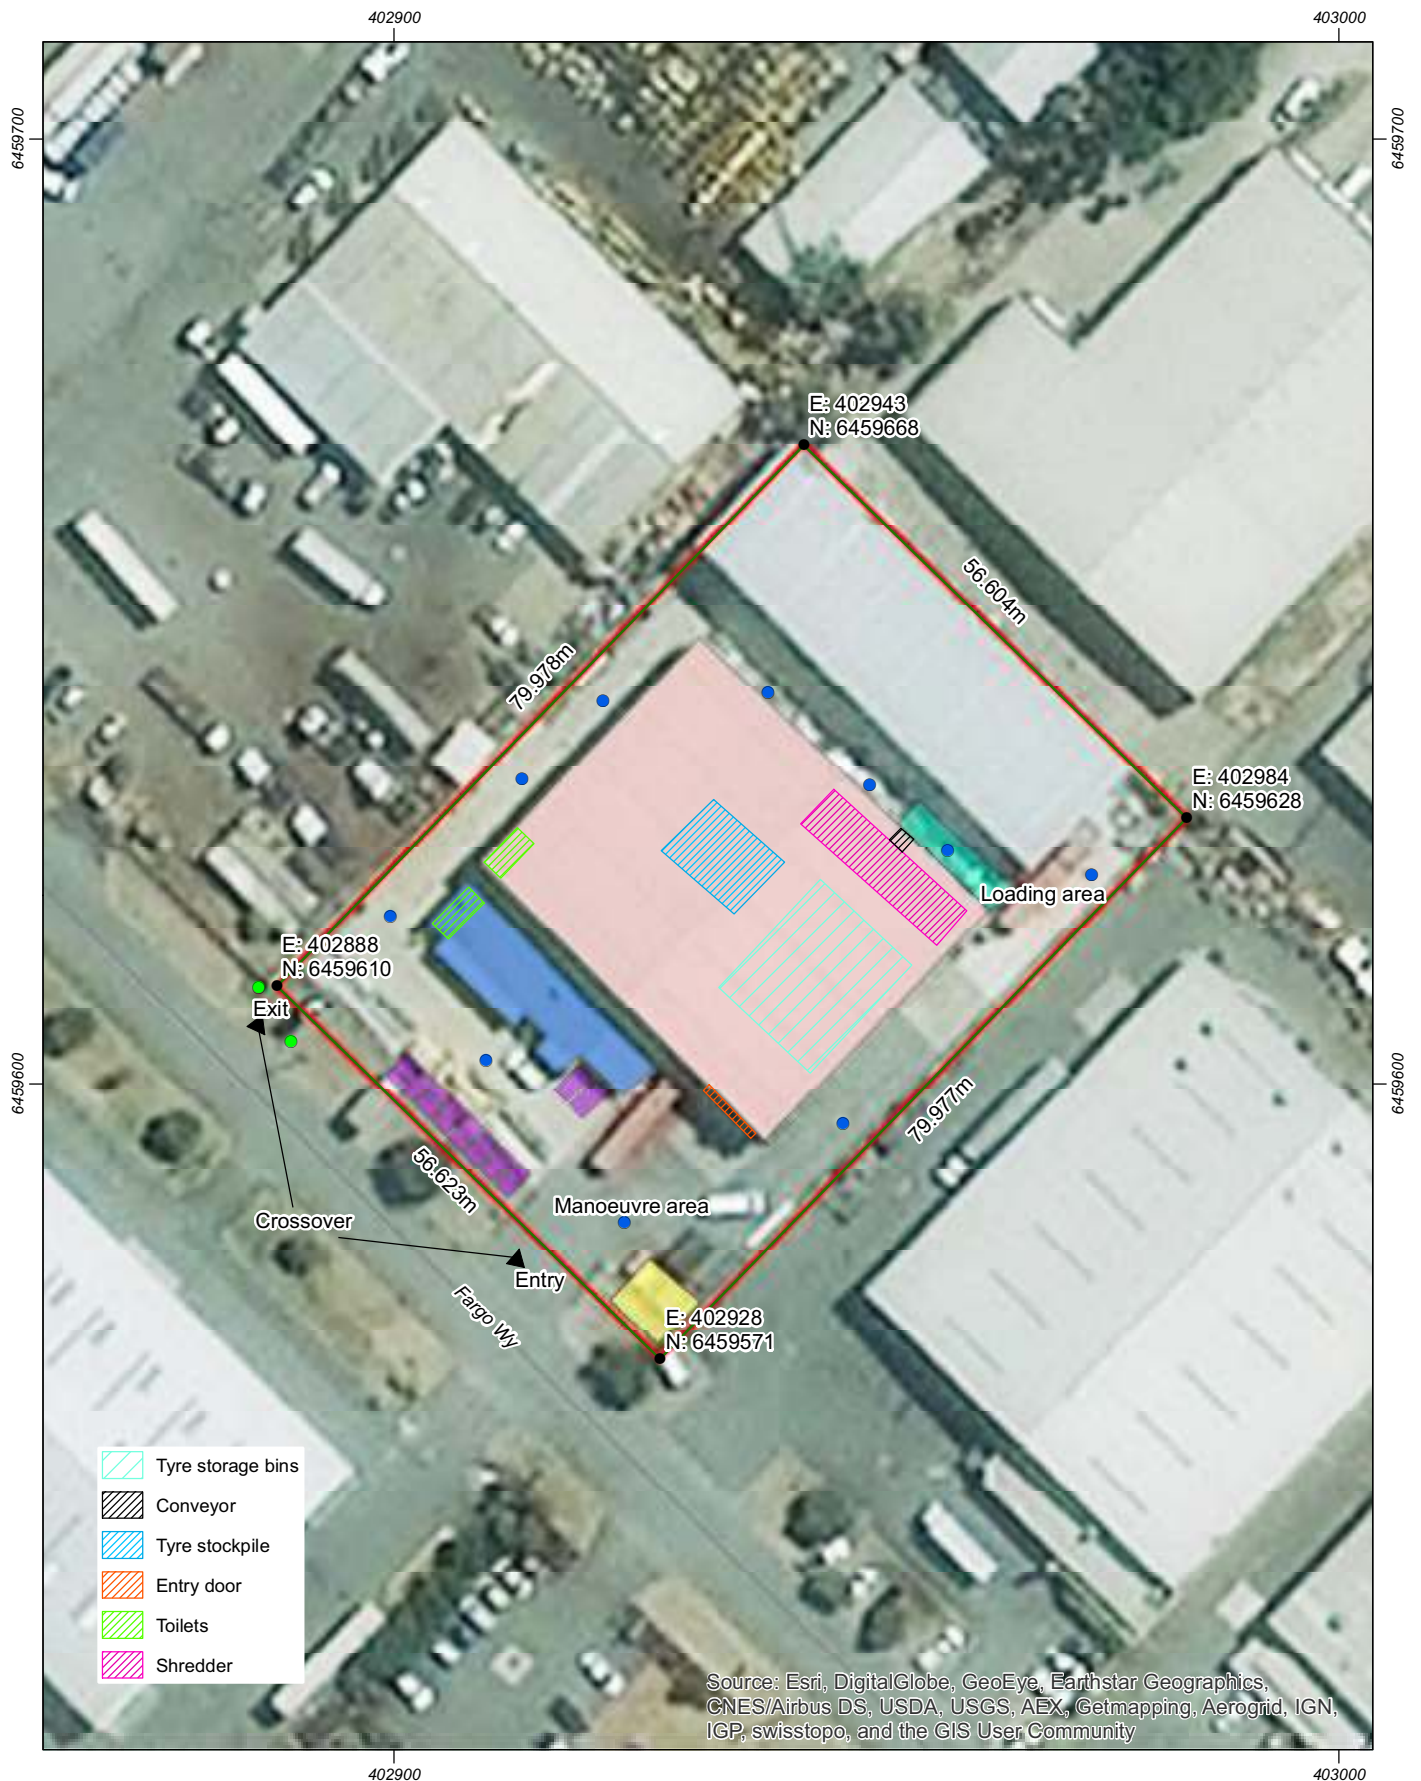 402900
403000
6459700
6459700
E: 402943
N: 6459668
56.604m
79.978m
E: 402984
N: 6459628
Loading area
E: 402888
N: 6459610
Exit
6459600
6459600
79.977m
56.623m
Manoeuvre area
Crossover
Entry
Fargo Wy
E: 402928
N: 6459571
Tyre storage bins
Conveyor
Tyre stockpile
Entry door
Toilets
Shredder
Source: Esri, DigitalGlobe, GeoEye, Earthstar Geographics,
CNES/Airbus DS, USDA, USGS, AEX, Getmapping, Aerogrid, IGN,
IGP, swisstopo, and the GIS User Community
402900
403000